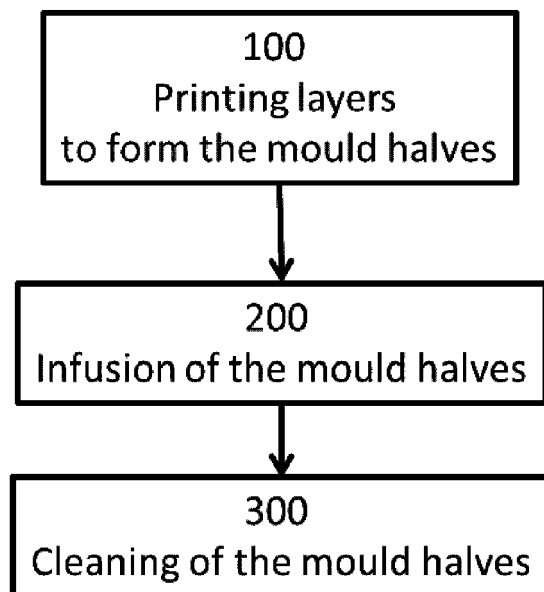 100
Printing layers
to form the mould halves
200
Infusion of the mould halves
300
Cleaning of the mould halves